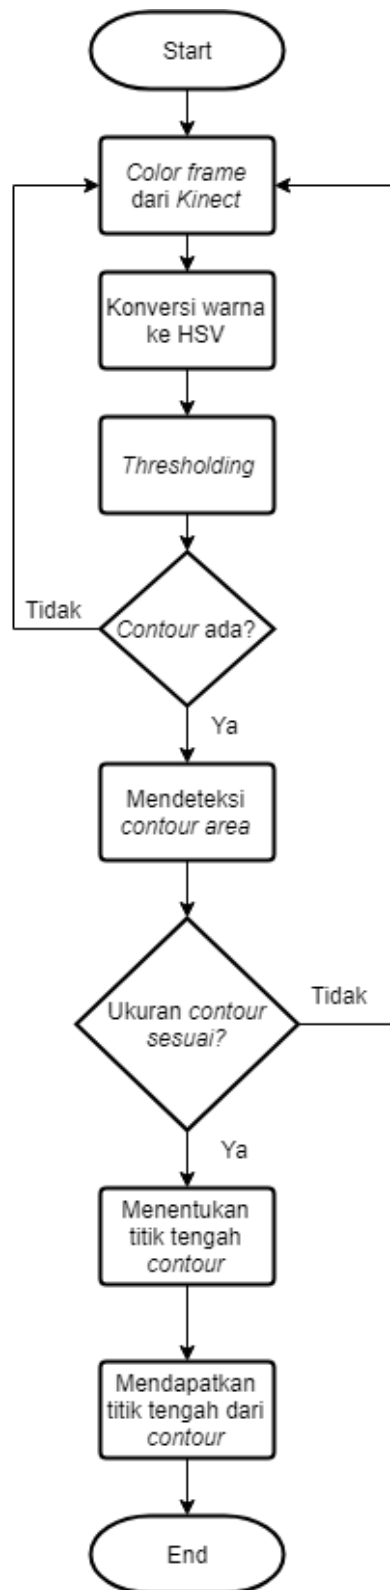 Start
Color frame
dari Kinect
Konversi warna
ke HSV
Thresholding
Tidak
Contour ada?
Ya
Mendeteksi
contour area
Tidak
Ukuran contour
sesuai?
Ya
Menentukan
titik tengah
contour
Mendapatkan
titik tengah dari
contour
End